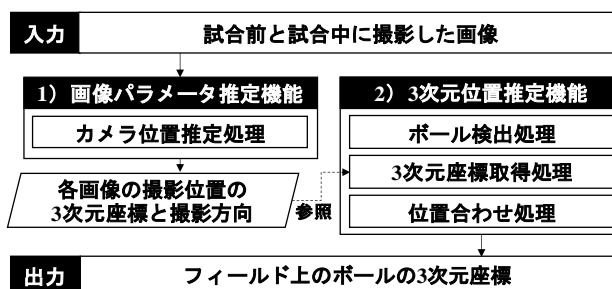 入力
試合前と試合中に撮影した画像
1）画像パラメータ推定機能
カメラ位置推定処理
各画像の撮影位置の
3次元座標と撮影方向
参照
2）3次元位置推定機能
ボール検出処理
3次元座標取得処理
位置合わせ処理
出力
フィールド上のボールの3次元座標